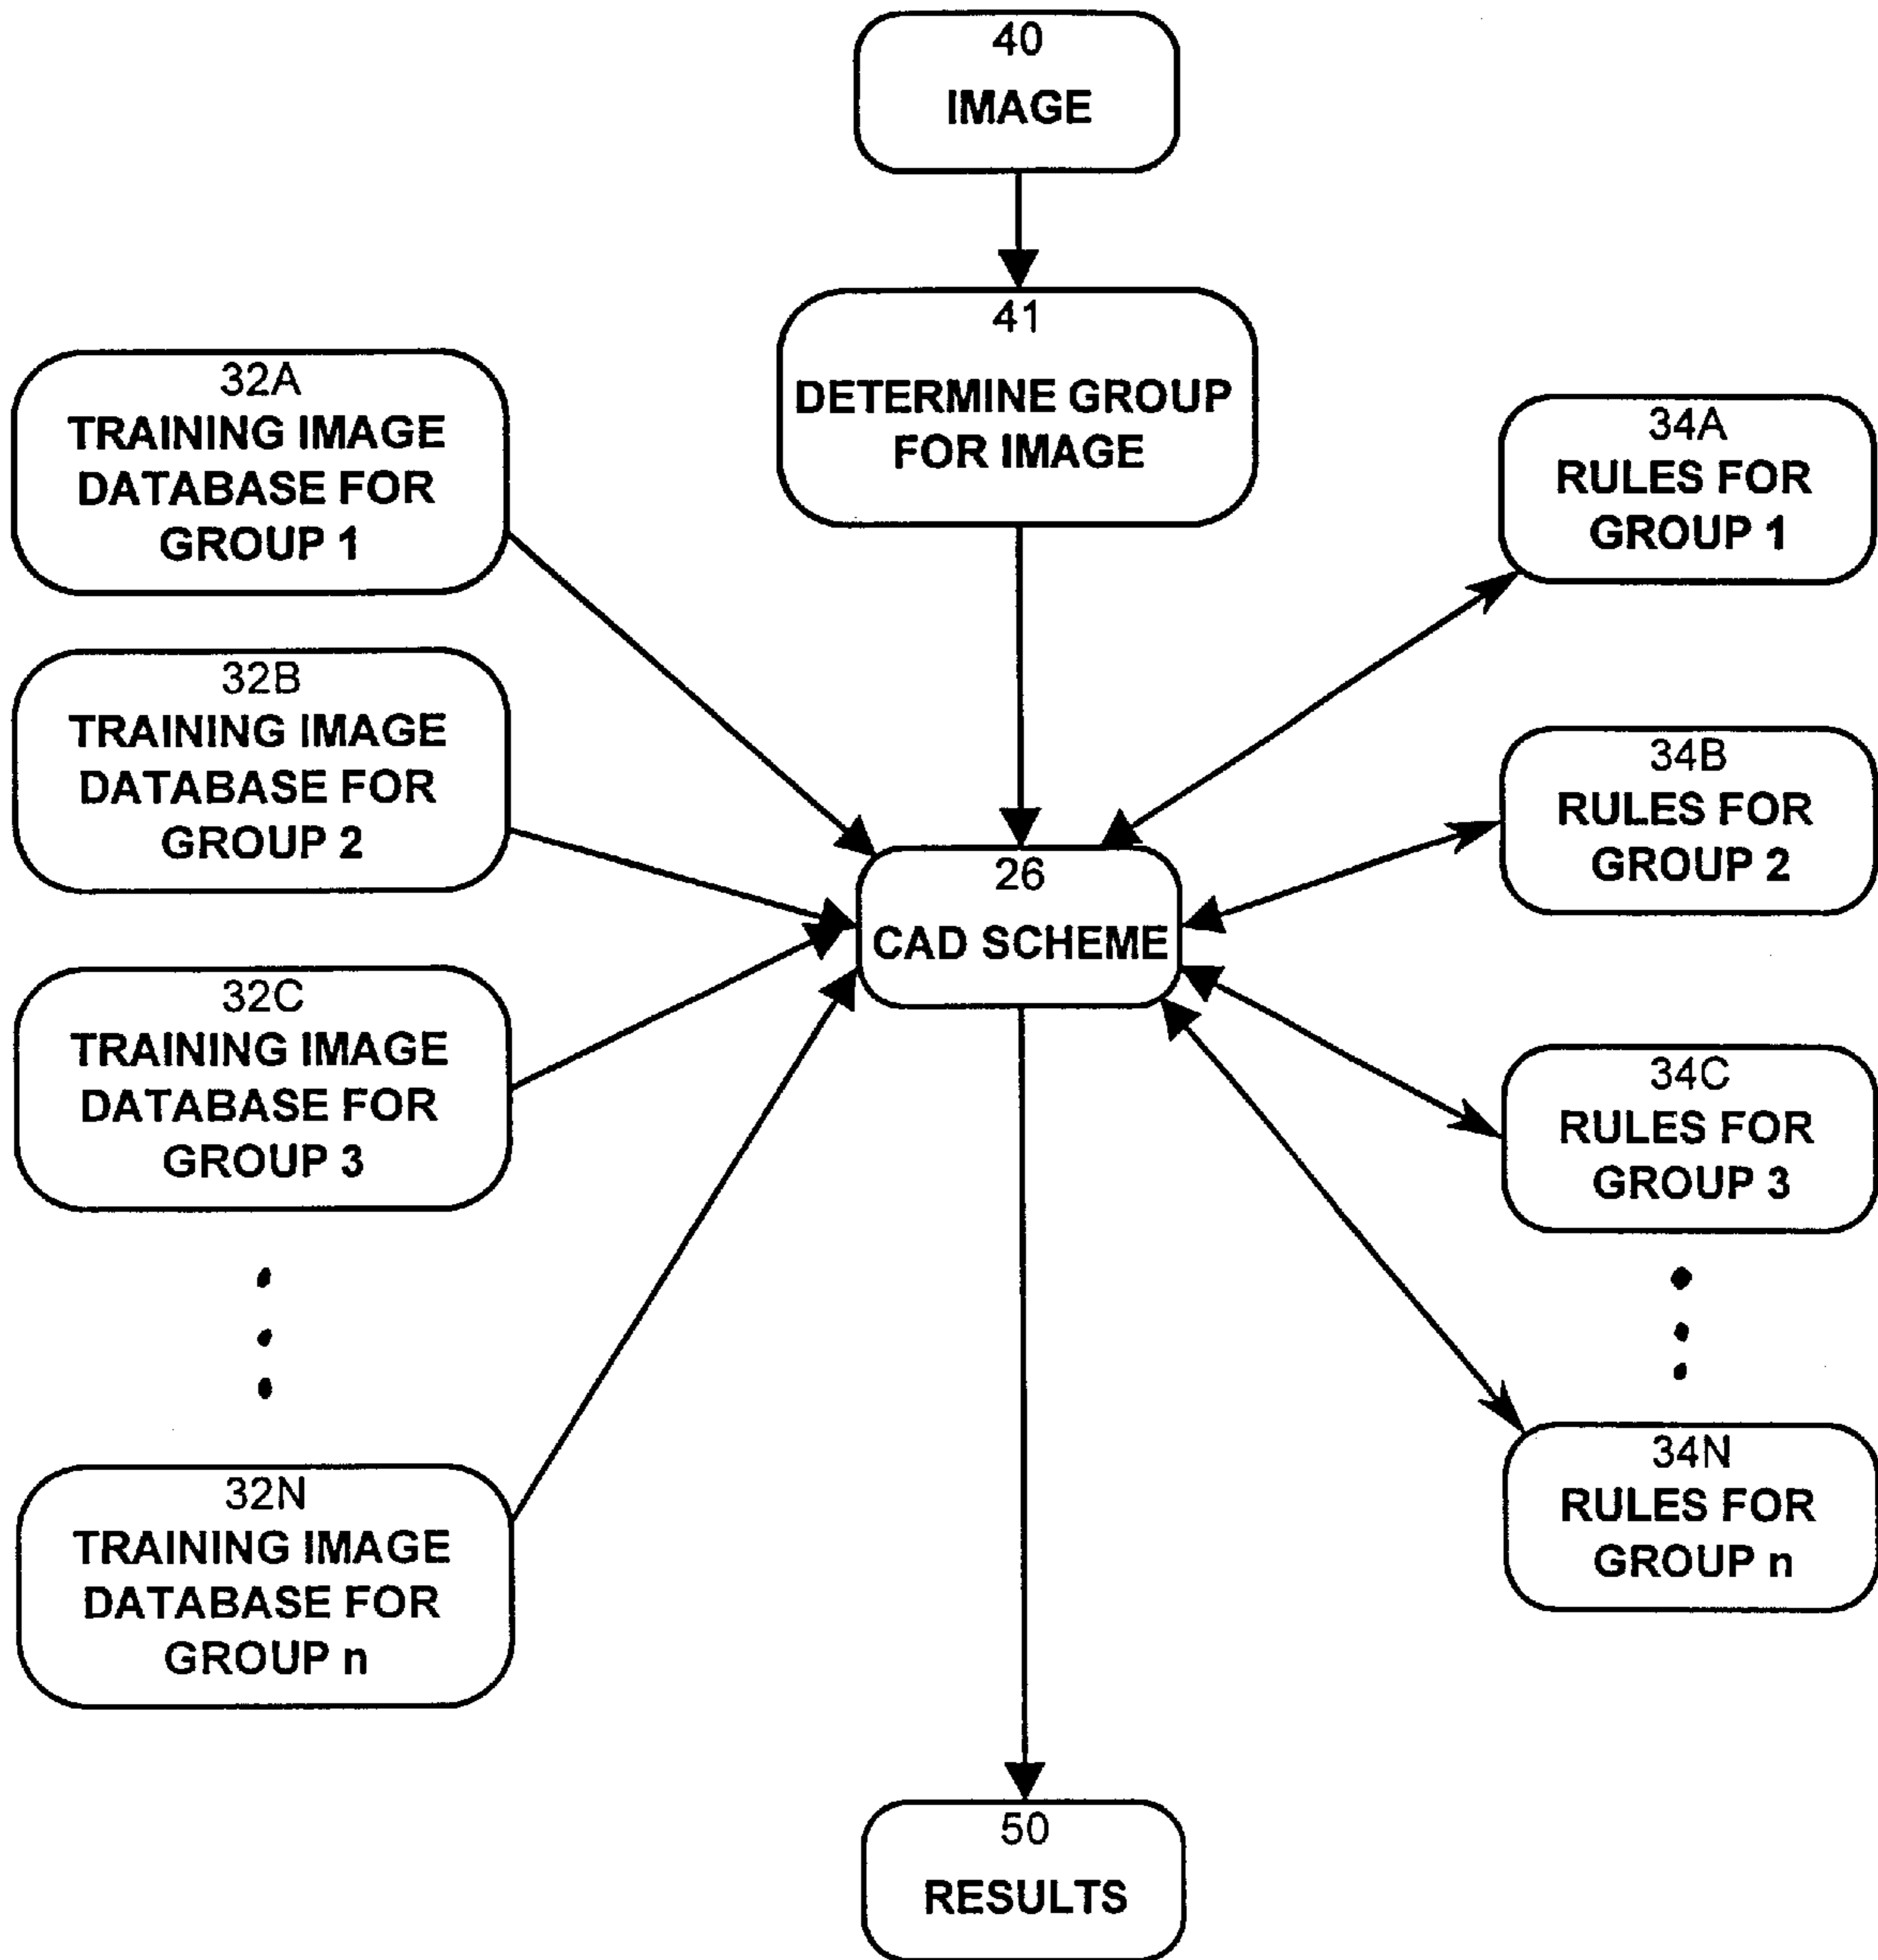 40
IMAGE
41
DETERMINE GROUP
FOR IMAGE
32A
TRAINING IMAGE
DATABASE FOR
GROUP 1
32B
TRAINING IMAGE
DATABASE FOR
GROUP 2
32C
TRAINING IMAGE
DATABASE FOR
GROUP 3
32N
TRAINING IMAGE
DATABASE FOR
GROUP n
26
CAD SCHEME
34A
RULES FOR
GROUP 1
34B
RULES FOR
GROUP 2
34C
RULES FOR
GROUP 3
34N
RULES FOR
GROUP n
50
RESULTS